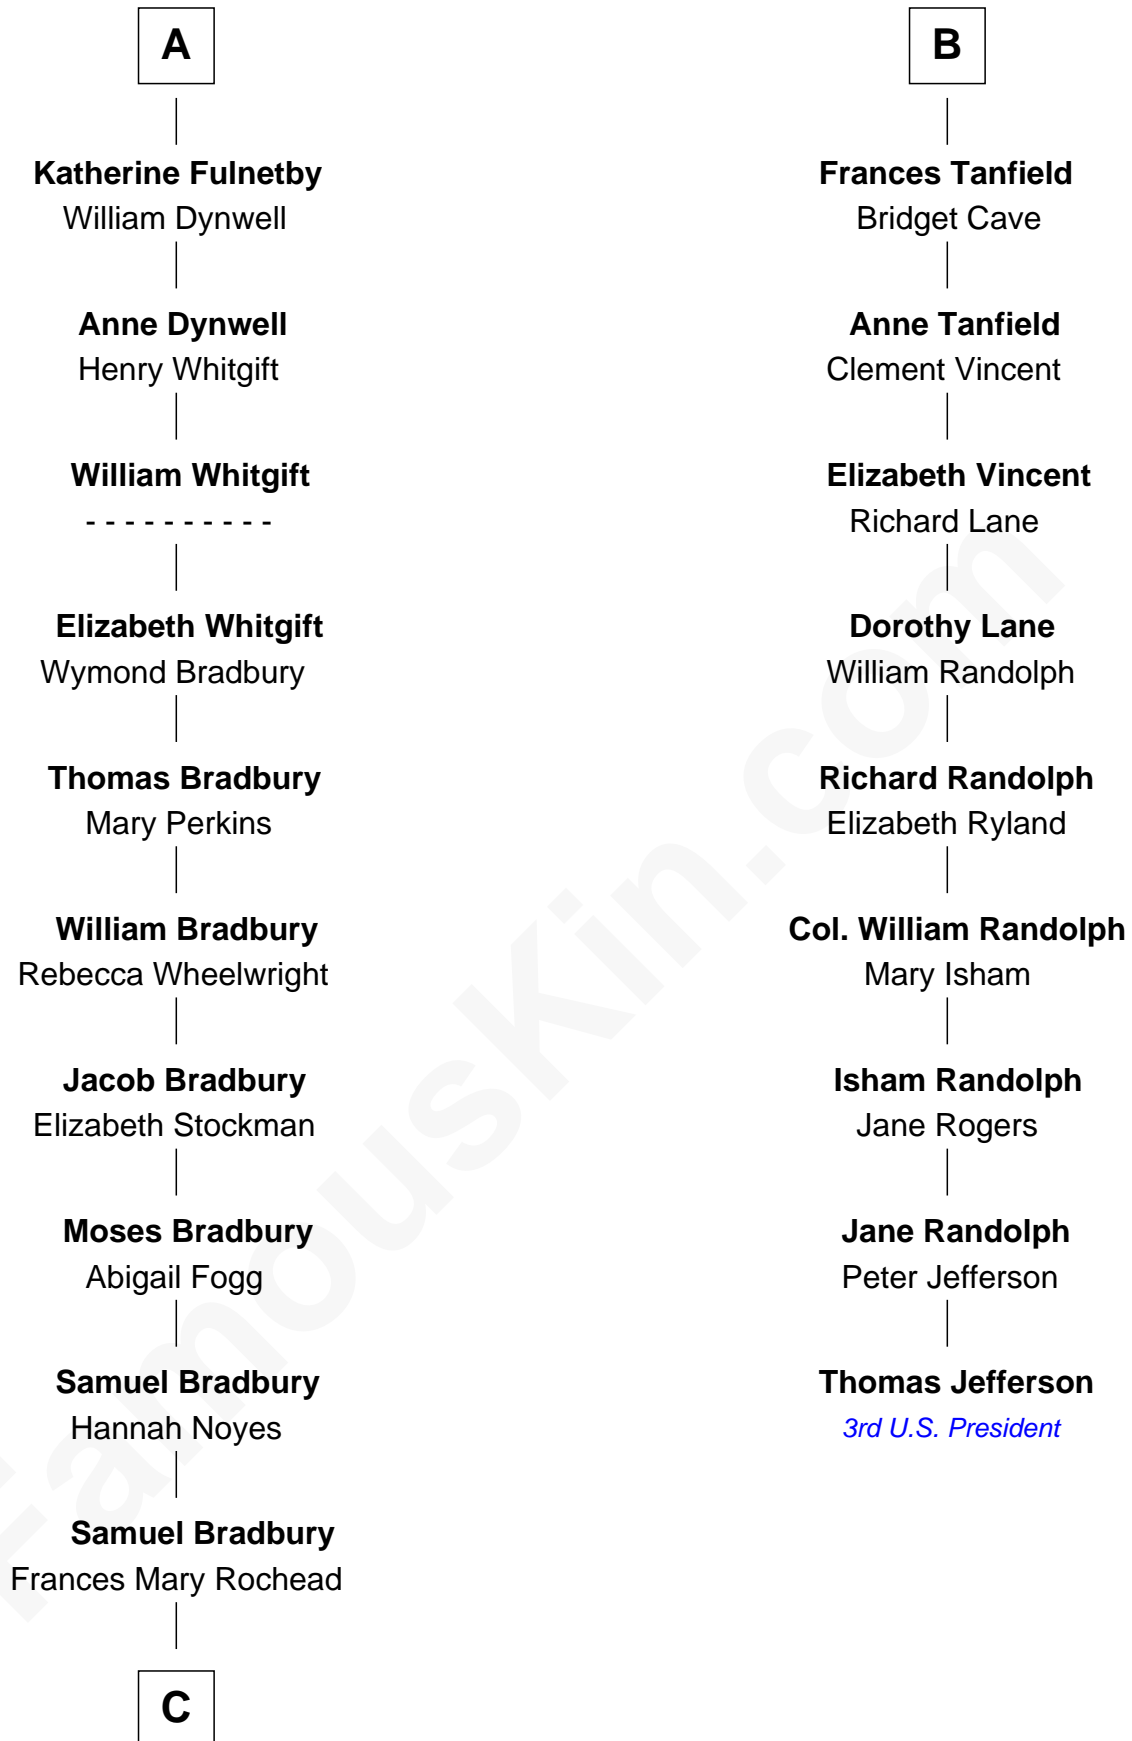 A
Katherine Fulnetby
William Dynwell
Anne Dynwell
Henry Whitgift
William Whitgift
- - - - - - - - - -
Elizabeth Whitgift
Wymond Bradbury
Thomas Bradbury
Mary Perkins
William Bradbury
Rebecca Wheelwright
Jacob Bradbury
Elizabeth Stockman
Moses Bradbury
Abigail Fogg
Samuel Bradbury
Hannah Noyes
Samuel Bradbury
Frances Mary Rochead
C
B
Frances Tanfield
Bridget Cave
Anne Tanfield
Clement Vincent
Elizabeth Vincent
Richard Lane
Dorothy Lane
William Randolph
Richard Randolph
Elizabeth Ryland
Col. William Randolph
Mary Isham
Isham Randolph
Jane Rogers
Jane Randolph
Peter Jefferson
Thomas Jefferson
3rd U.S. President
FamousKin.com